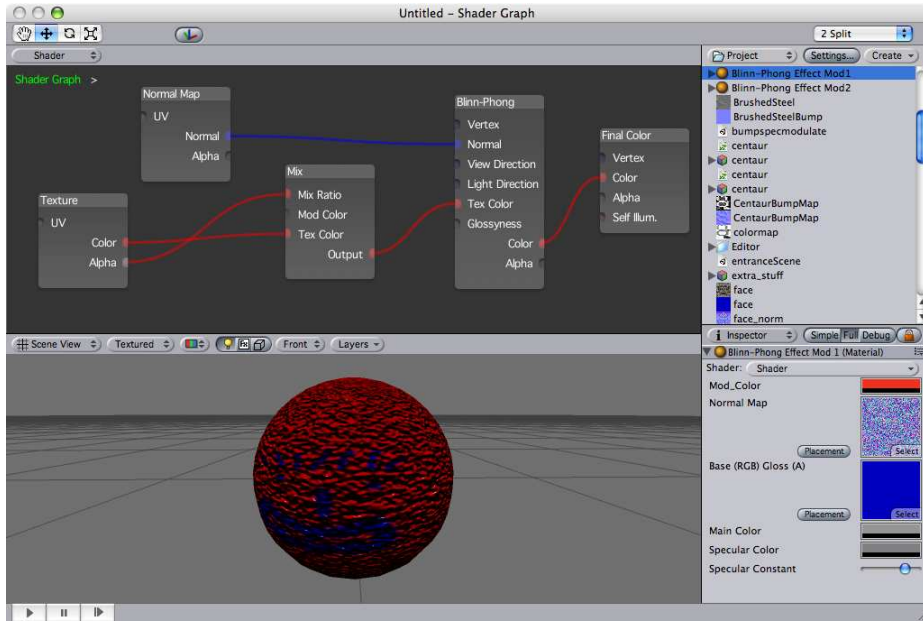 Untitled – Shader Graph
2 Split
Shader
Shader Graph >
Normal Map
UV
Normal
Alpha
Texture
UV
Color
Alpha
Mix
Mix Ratio
Mod Color
Tex Color
Output
Blinn-Phong
Vertex
Normal
View Direction
Light Direction
Tex Color
Glossyness
Color
Alpha
Final Color
Vertex
Color
Alpha
Self Illum.
Project
Settings...
Create
Blinn-Phong Effect Mod1
Blinn-Phong Effect Mod2
BrushedSteel
BrushedSteelBump
bumpspecmodulate
centaur
centaur
centaur
centaur
CentaurBumpMap
CentaurBumpMap
colormap
Editor
entranceScene
extra_stuff
face
face
face_norm
Scene View
Textured
Front
Layers
Inspector
Simple Full Debug
Blinn-Phong Effect Mod 1 (Material)
Shader: Shader
Mod_Color
Normal Map
Placement
Select
Base (RGB) Gloss (A)
Placement
Select
Main Color
Specular Color
Specular Constant